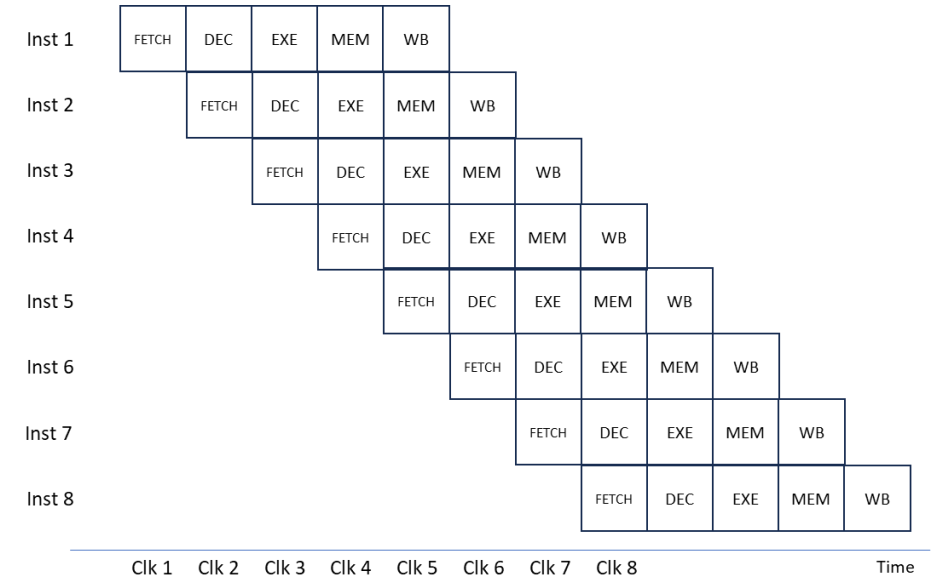 Inst 1 FETCH DEC EXE MEM WB
Inst 2 FETCH DEC EXE MEM WB
Inst 3 FETCH DEC EXE MEM WB
Inst 4 FETCH DEC EXE MEM WB
Inst 5 FETCH DEC EXE MEM WB
Inst 6 FETCH DEC EXE MEM WB
Inst 7 FETCH DEC EXE MEM WB
Inst 8 FETCH DEC EXE MEM WB
Clk 1 Clk 2 Clk 3 Clk 4 Clk 5 Clk 6 Clk 7 Clk 8 Time